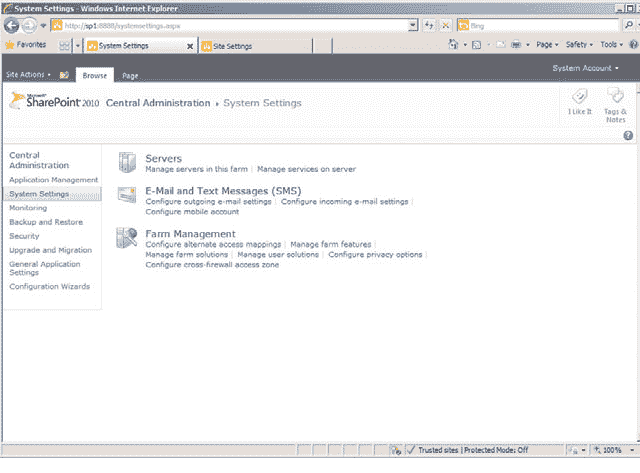 System Settings - Windows Internet Explorer
http://sp1:8888/systemsettings.aspx
Bing
Favorites
System Settings
Site Settings
Page
Safety
Tools
Site Actions
Browse
Page
System Account
Microsoft
SharePoint 2010 Central Administration System Settings
I Like It
Tags &
Notes
Central
Administration
Application Management
System Settings
Monitoring
Backup and Restore
Security
Upgrade and Migration
General Application
Settings
Configuration Wizards
Servers
Manage servers in this farm | Manage services on server
E-Mail and Text Messages (SMS)
Configure outgoing e-mail settings | Configure incoming e-mail settings |
Configure mobile account
Farm Management
Configure alternate access mappings | Manage farm features |
Manage farm solutions | Manage user solutions | Configure privacy options |
Configure cross-firewall access zone
Trusted sites | Protected Mode: Off
100%